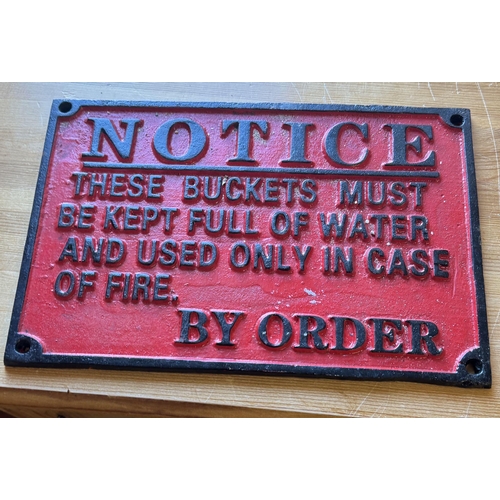 NOTICE
THESE BUCKETS MUST
BE KEPT FULL OF WATER
AND USED ONLY IN CASE
OF FIRE.
BY ORDER